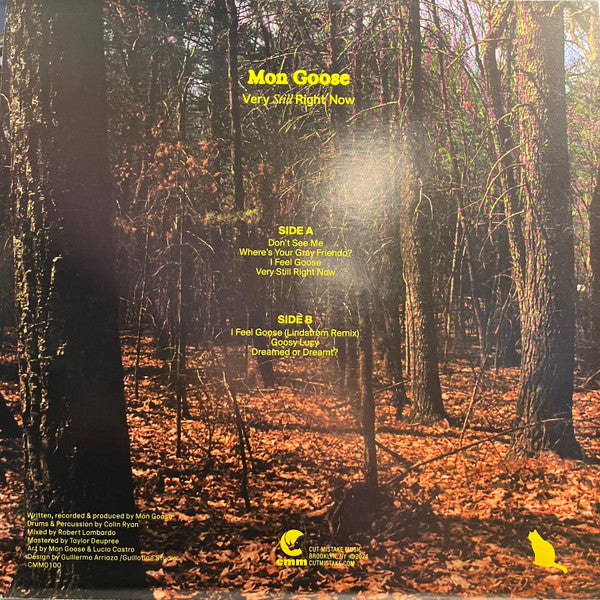 Mon Goose
Very Still Right Now
SIDE A
Don't See Me
Where's Your Gray Friendo?
I Feel Goose
Very Still Right Now
SIDE B
I Feel Goose (Lindstrøm Remix)
Goosy Lucy
Dreamed or Dreamt?
Written, recorded & produced by Mon Goose
Drums & Percussion by Colin Ryan
Mixed by Robert Lombardo
Mastered by Taylor Deupree
Art by Mon Goose & Lucio Castro
Design by Guillermo Arriaza /Guillotina Studio
CMM0100
cmm
CUT MISTAKE MUSIC
BROOKLYN, NY ©2024
CUTMISTAKE.COM